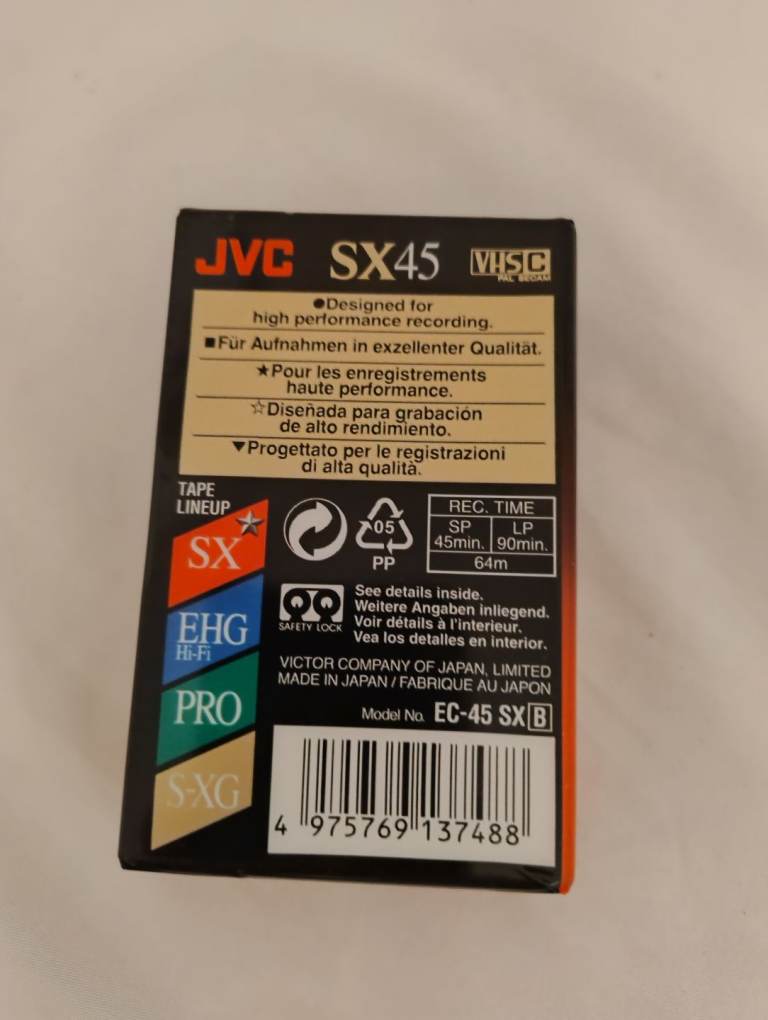 JVC SX45 VHS C
PAL SECAM
●Designed for
high performance recording.
■Für Aufnahmen in exzellenter Qualität.
★Pour les enregistrements
haute performance.
☆Diseñada para grabación
de alto rendimiento.
▼Progettato per le registrazioni
di alta qualità.
TAPE
LINEUP
SX
EHG
Hi-Fi
PRO
S-XG
05
PP
REC. TIME
SP LP
45min. 90min.
64m
SAFETY LOCK
See details inside.
Weitere Angaben inliegend.
Voir détails à l'interieur.
Vea los detalles en interior.
VICTOR COMPANY OF JAPAN, LIMITED
MADE IN JAPAN / FABRIQUE AU JAPON
Model No. EC-45 SX B
4 975769 137488